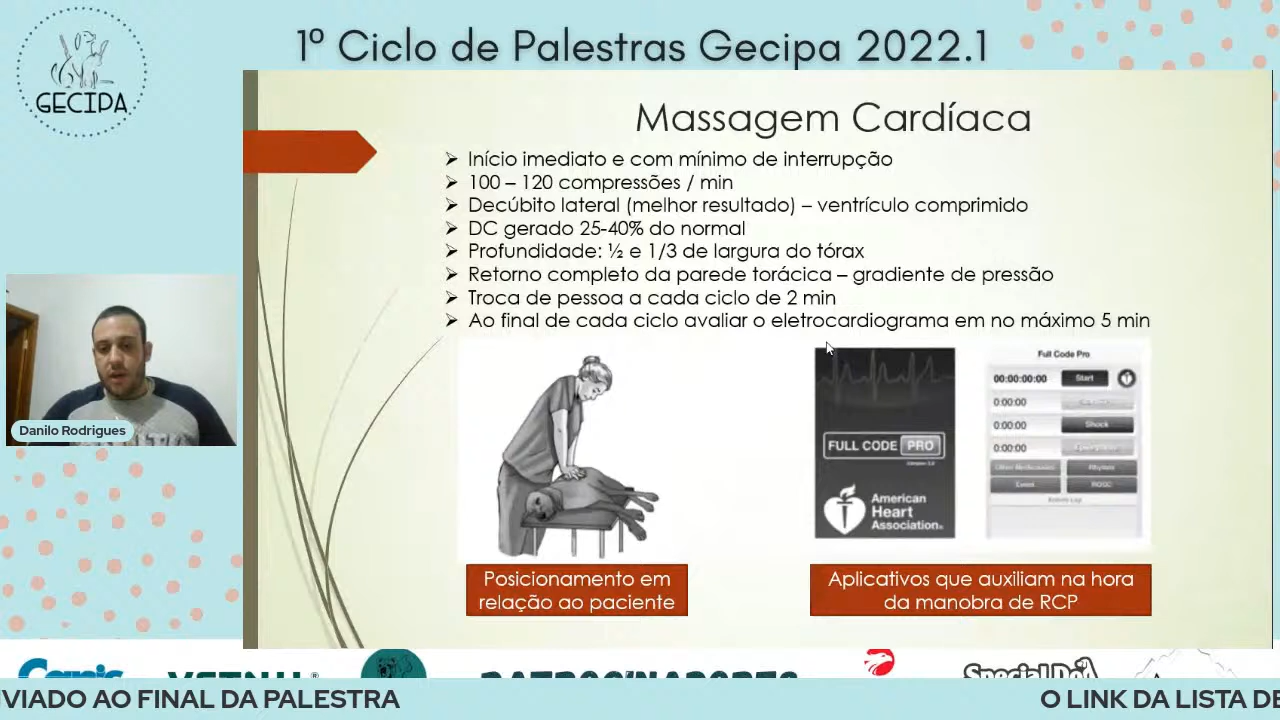 1º Ciclo de Palestras Gecipa 2022.1
GECIPA
Massagem Cardíaca
Início imediato e com mínimo de interrupção
100 – 120 compressões / min
Decúbito lateral (melhor resultado) – ventrículo comprimido
DC gerado 25-40% do normal
Profundidade: ½ e 1/3 de largura do tórax
Retorno completo da parede torácica – gradiente de pressão
Troca de pessoa a cada ciclo de 2 min
Ao final de cada ciclo avaliar o eletrocardiograma em no máximo 5 min
Danilo Rodrigues
FULL CODE PRO
American
Heart
Association
Full Code Pro
00:00:00:00 Start
0:00:00
0:00:00 Shock
0:00:00
Event ROSC
Posicionamento em
relação ao paciente
Aplicativos que auxiliam na hora
da manobra de RCP
NVIADO AO FINAL DA PALESTRA
O LINK DA LISTA DE